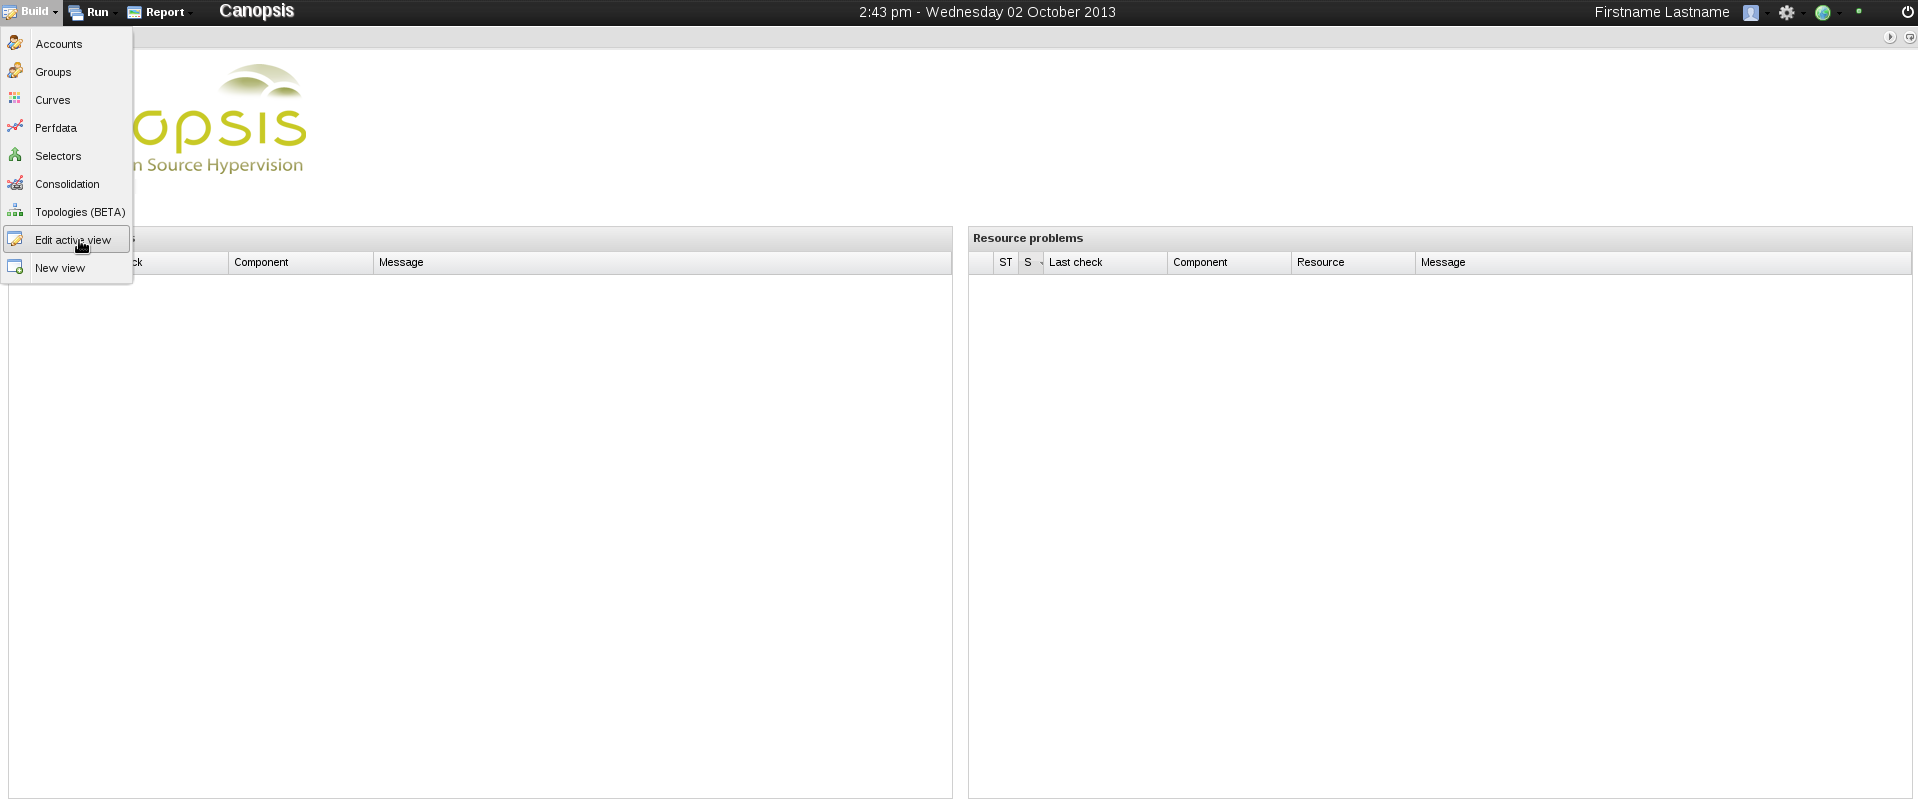 Build Run Report Canopsis 2:43 pm - Wednesday 02 October 2013 Firstname Lastname
Accounts
Groups
Curves
Perfdata
Selectors
Consolidation
Topologies (BETA)
Edit active view
New view
opsis
n Source Hypervision
s
ck Component Message
Resource problems
ST S Last check Component Resource Message